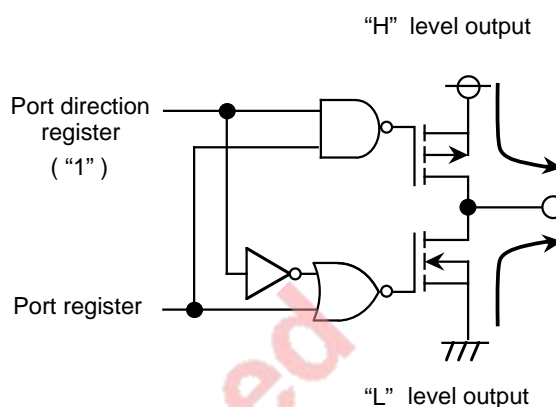 “H” level output
Port direction
register
( “1” )
Port register
“L” level output